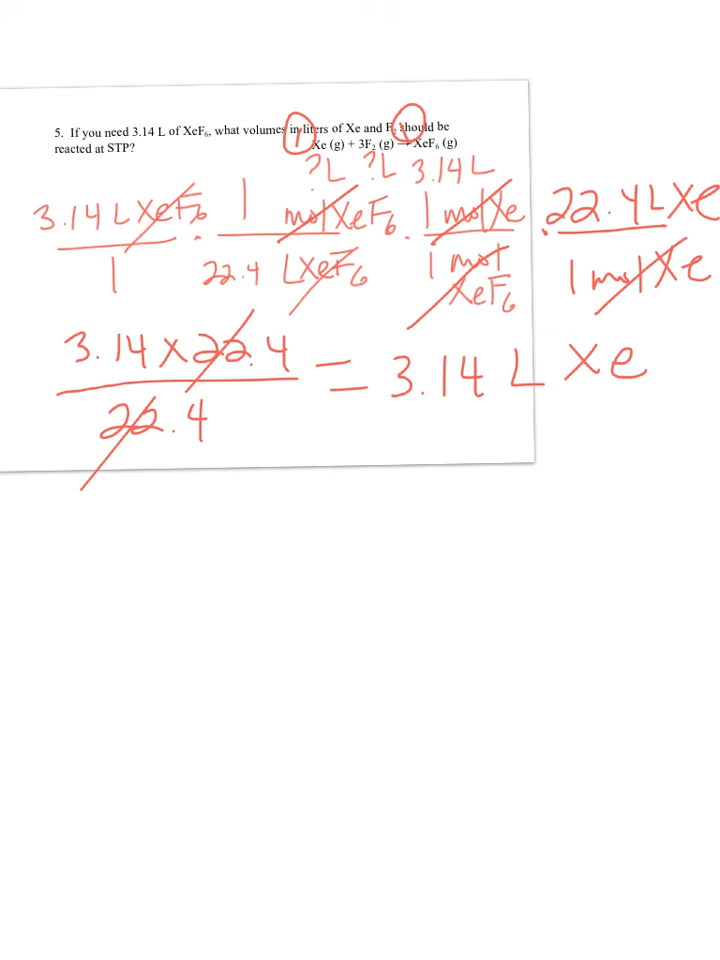 5. If you need 3.14 L of XeF₆, what volumes in liters of Xe and F₂ should be
reacted at STP?
1 Xe (g) + 3F₂ (g) → 1 XeF₆ (g)
?L ?L 3.14 L
3.14 L XeF₆ / 1 · 1 mol XeF₆ / 22.4 L XeF₆ · 1 mol Xe / 1 mol XeF₆ · 22.4 L Xe / 1 mol Xe
3.14 x 22.4 / 22.4 = 3.14 L Xe